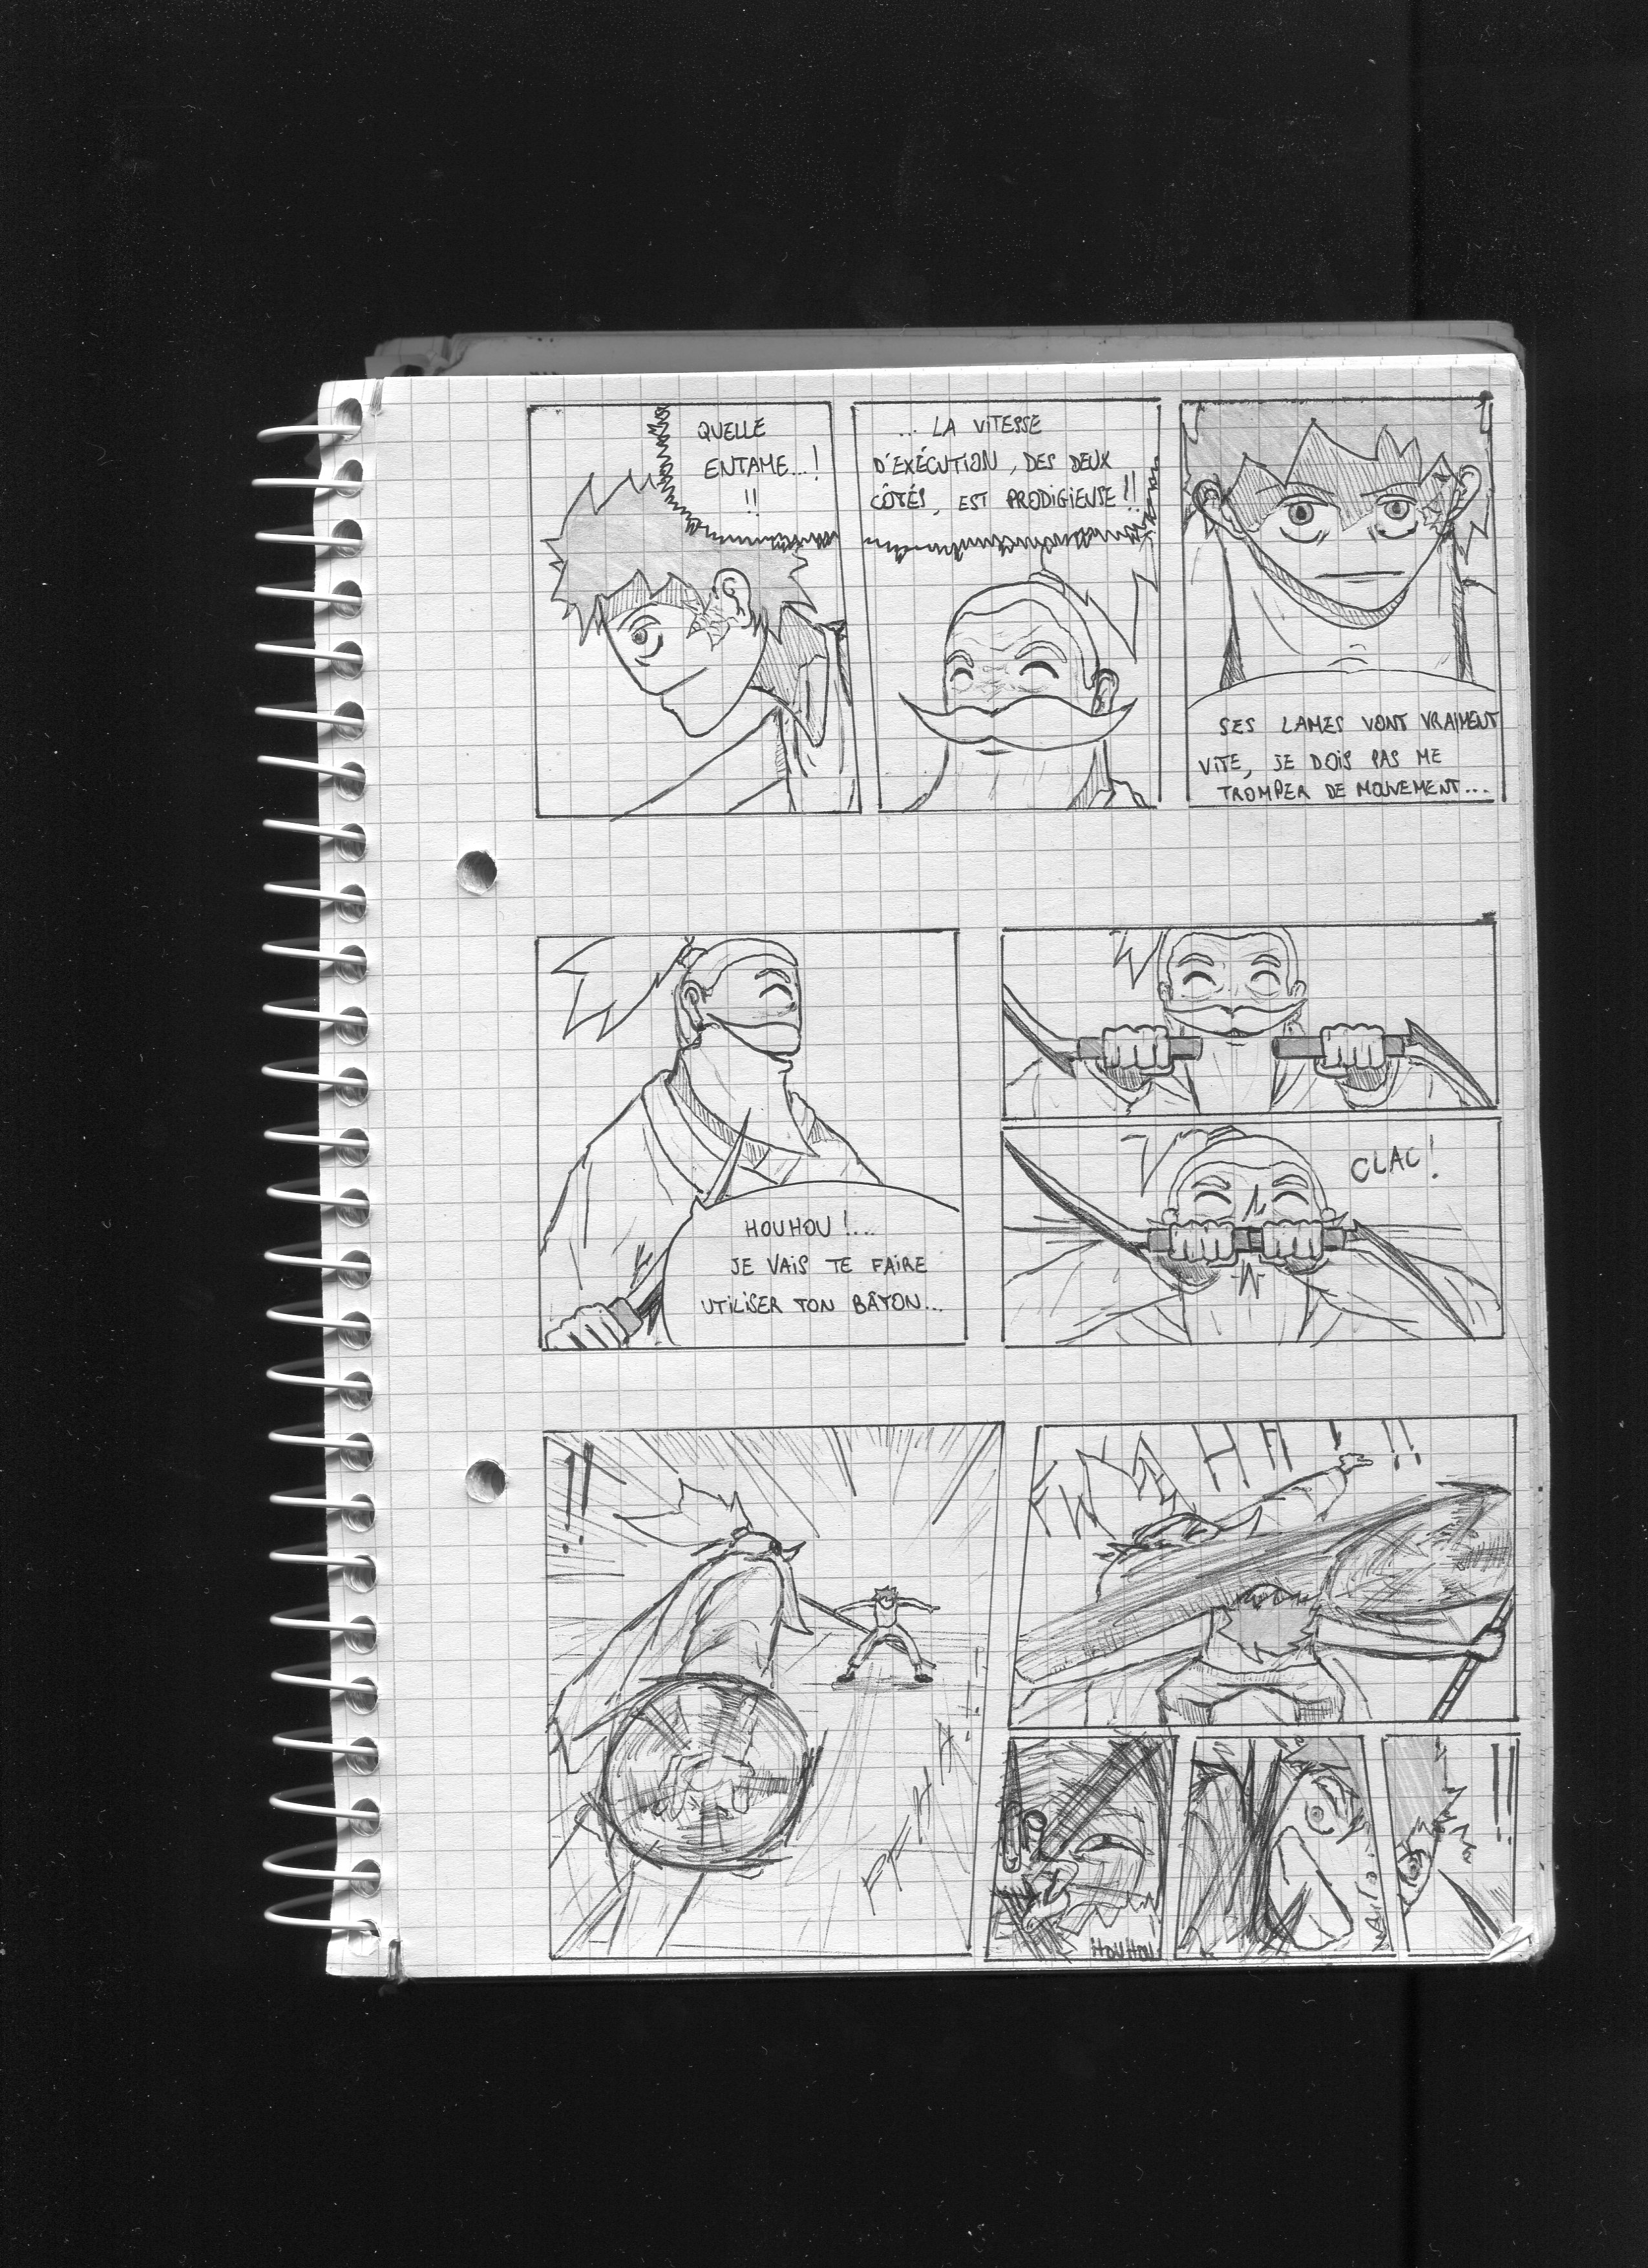 QUELLE
ENTAME...!
!!
... LA VITESSE
D'EXÉCUTION, DES DEUX
CÔTÉS, EST PRODIGIEUSE!!
SES LAMES VONT VRAIMENT
VITE, JE DOIS PAS ME
TROMPER DE MOUVEMENT...
HOUHOU!...
JE VAIS TE FAIRE
UTILISER TON BÂTON...
CLAC!
!!
FWAHH!!!
HOUHOU
!!